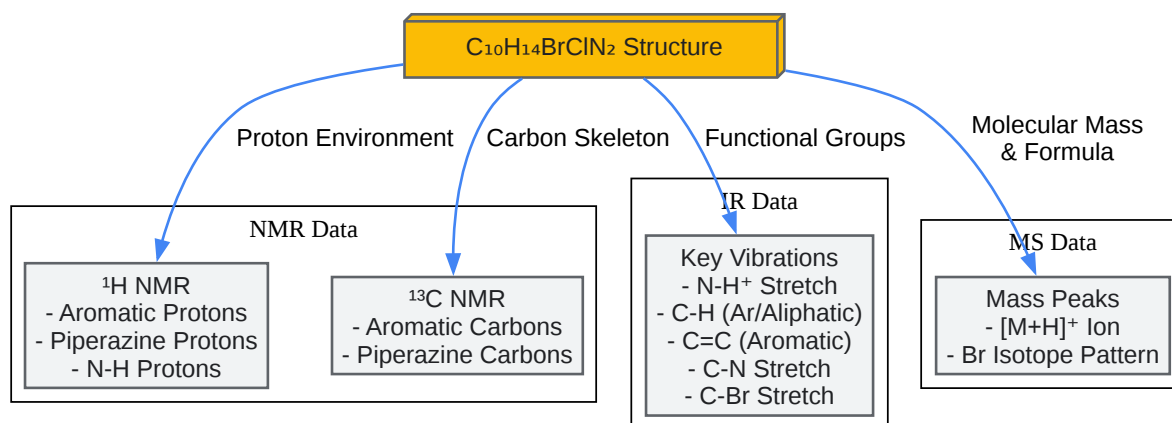 C₁₀H₁₄BrClN₂ Structure
Proton Environment
Carbon Skeleton
Functional Groups
Molecular Mass
& Formula
NMR Data
¹H NMR
- Aromatic Protons
- Piperazine Protons
- N-H Protons
¹³C NMR
- Aromatic Carbons
- Piperazine Carbons
IR Data
Key Vibrations
- N-H⁺ Stretch
- C-H (Ar/Aliphatic)
- C=C (Aromatic)
- C-N Stretch
- C-Br Stretch
MS Data
Mass Peaks
- [M+H]⁺ Ion
- Br Isotope Pattern